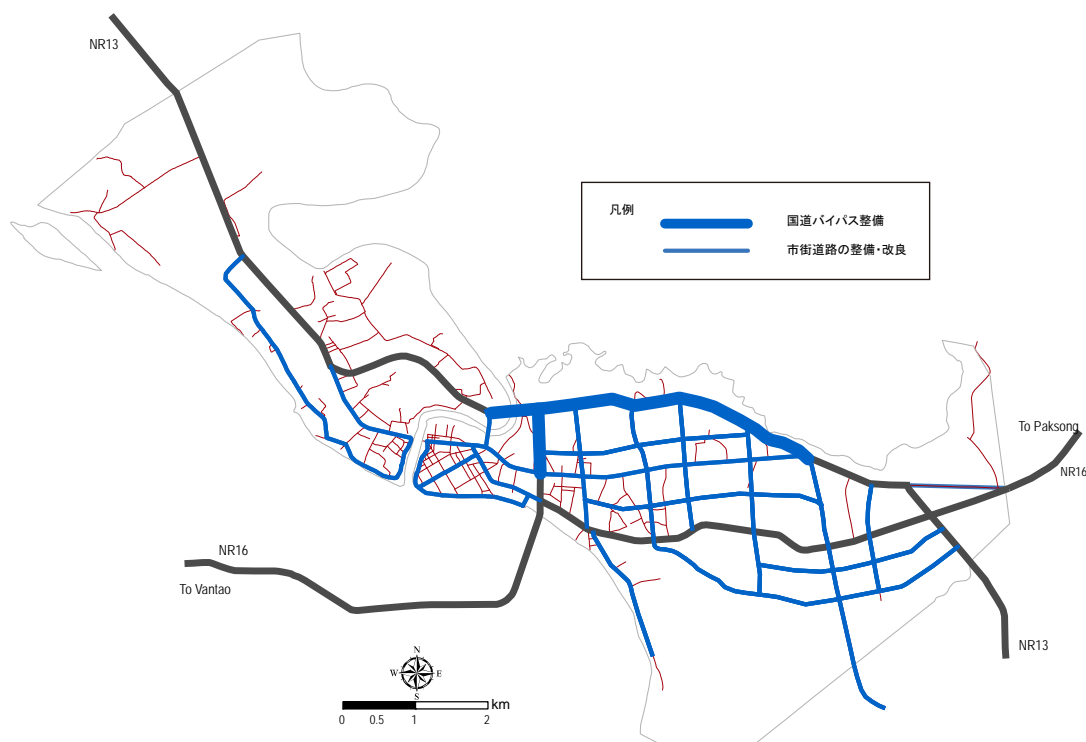 NR13
凡例
国道バイパス整備
市街道路の整備・改良
To Paksong
NR16
NR16
To Vantao
NR13
N
W
E
S
km
0 0.5 1 2